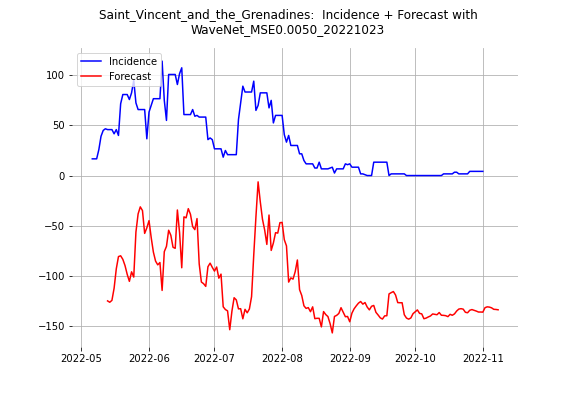 Saint_Vincent_and_the_Grenadines:  Incidence + Forecast with
WaveNet_MSE0.0050_20221023
Incidence
Forecast
100
50
0
−50
−100
−150
2022-05 2022-06 2022-07 2022-08 2022-09 2022-10 2022-11